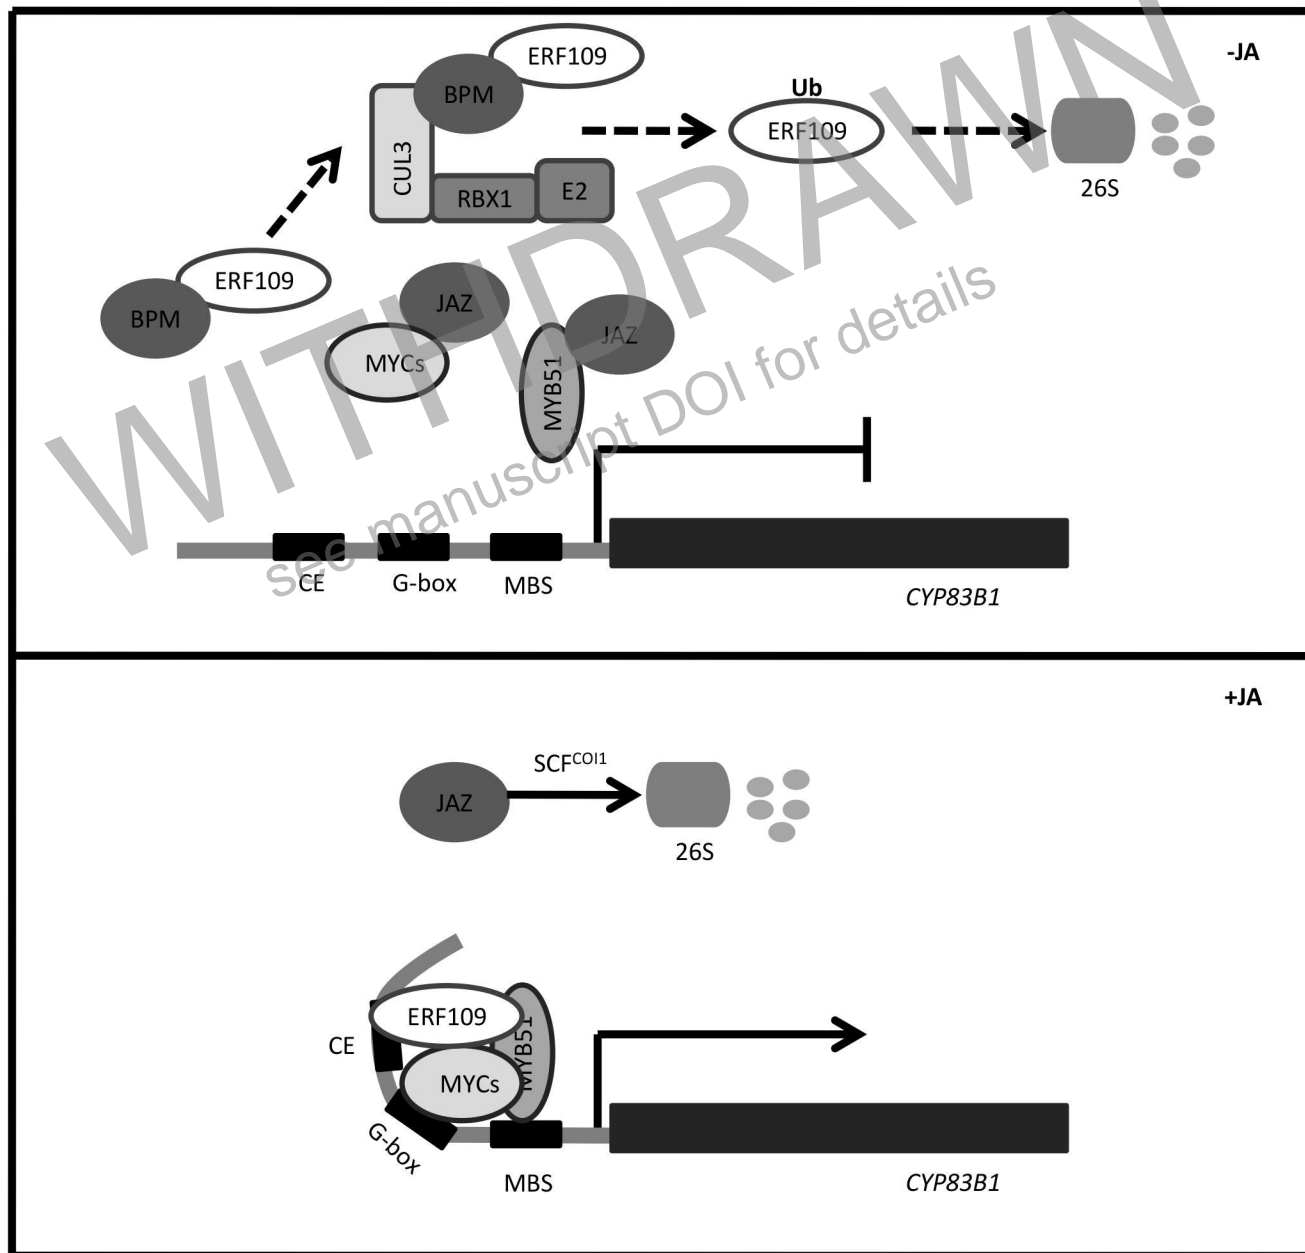 -JA
ERF109
BPM
Ub
ERF109
CUL3
RBX1
E2
26S
ERF109
BPM
JAZ
MYCs
JAZ
MYB51
CE
G-box
MBS
CYP83B1
WITHDRAWN
see manuscript DOI for details
+JA
JAZ
SCF^COI1
26S
ERF109
MYB51
CE
MYCs
G-box
MBS
CYP83B1